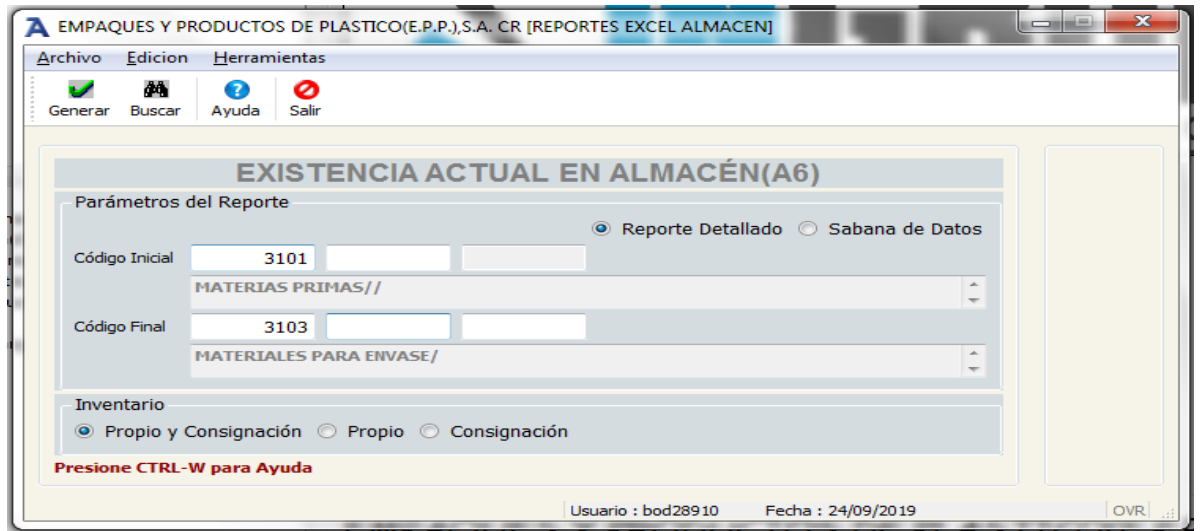 EMPAQUES Y PRODUCTOS DE PLASTICO(E.P.P.),S.A. CR [REPORTES EXCEL ALMACEN]
Archivo Edicion Herramientas
Generar Buscar Ayuda Salir
EXISTENCIA ACTUAL EN ALMACÉN(A6)
Parámetros del Reporte
Reporte Detallado Sabana de Datos
Código Inicial 3101
MATERIAS PRIMAS//
Código Final 3103
MATERIALES PARA ENVASE/
Inventario
Propio y Consignación Propio Consignación
Presione CTRL-W para Ayuda
Usuario : bod28910 Fecha : 24/09/2019 OVR